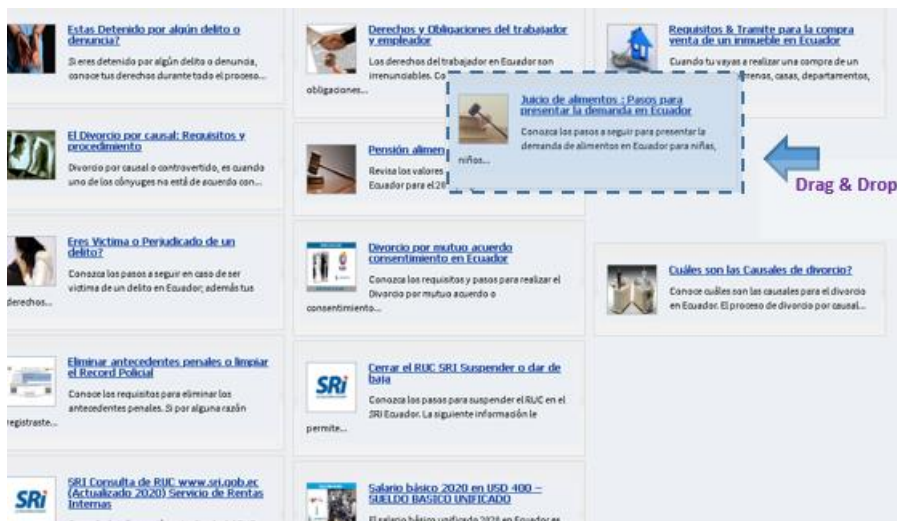 Estas Detenido por algún delito o
denuncia?
Si eres detenido por algún delito o denuncia,
conoce tus derechos durante todo el proceso...
El Divorcio por causal: Requisitos y
procedimiento
Divorcio por causal o controvertido, es cuando
uno de los cónyuges no está de acuerdo con...
Eres Victima o Perjudicado de un
delito?
Conozca los pasos a seguir en caso de ser
victima de un delito en Ecuador; además tus
derechos...
Eliminar antecedentes penales o limpiar
el Record Policial
Conoce los requisitos para eliminar los
antecedentes penales. Si por alguna razón
registraste...
SRi
SRI Consulta de RUC www.sri.gob.ec
(Actualizado 2020) Servicio de Rentas
Internas
Derechos y Obligaciones del trabajador
y empleador
Los derechos del trabajador en Ecuador son
irrenunciables. Co
obligaciones...
Pensión alimen
Revisa los valores
Ecuador para el 20
Divorcio por mutuo acuerdo
consentimiento en Ecuador
Conozca los requisitos y pasos para realizar el
Divorcio por mutuo acuerdo o
consentimiento...
SRi
Cerrar el RUC SRI Suspender o dar de
baja
Conozca los pasos para suspender el RUC en el
SRI Ecuador. La siguiente información le
permite...
Salario básico 2020 en USD 400 –
SUELDO BASICO UNIFICADO
El salario básico unificado 2020 en Ecuador es
Requisitos & Tramite para la compra
venta de un inmueble en Ecuador
Cuando tu vayas a realizar una compra de un
rrenos, casas, departamentos,
Juicio de alimentos : Pasos para
presentar la demanda en Ecuador
Conozca los pasos a seguir para presentar la
demanda de alimentos en Ecuador para niñas,
niños...
Drag & Drop
Cuáles son las Causales de divorcio?
Conoce cuáles son las causales para el divorcio
en Ecuador. El proceso de divorcio por causal...